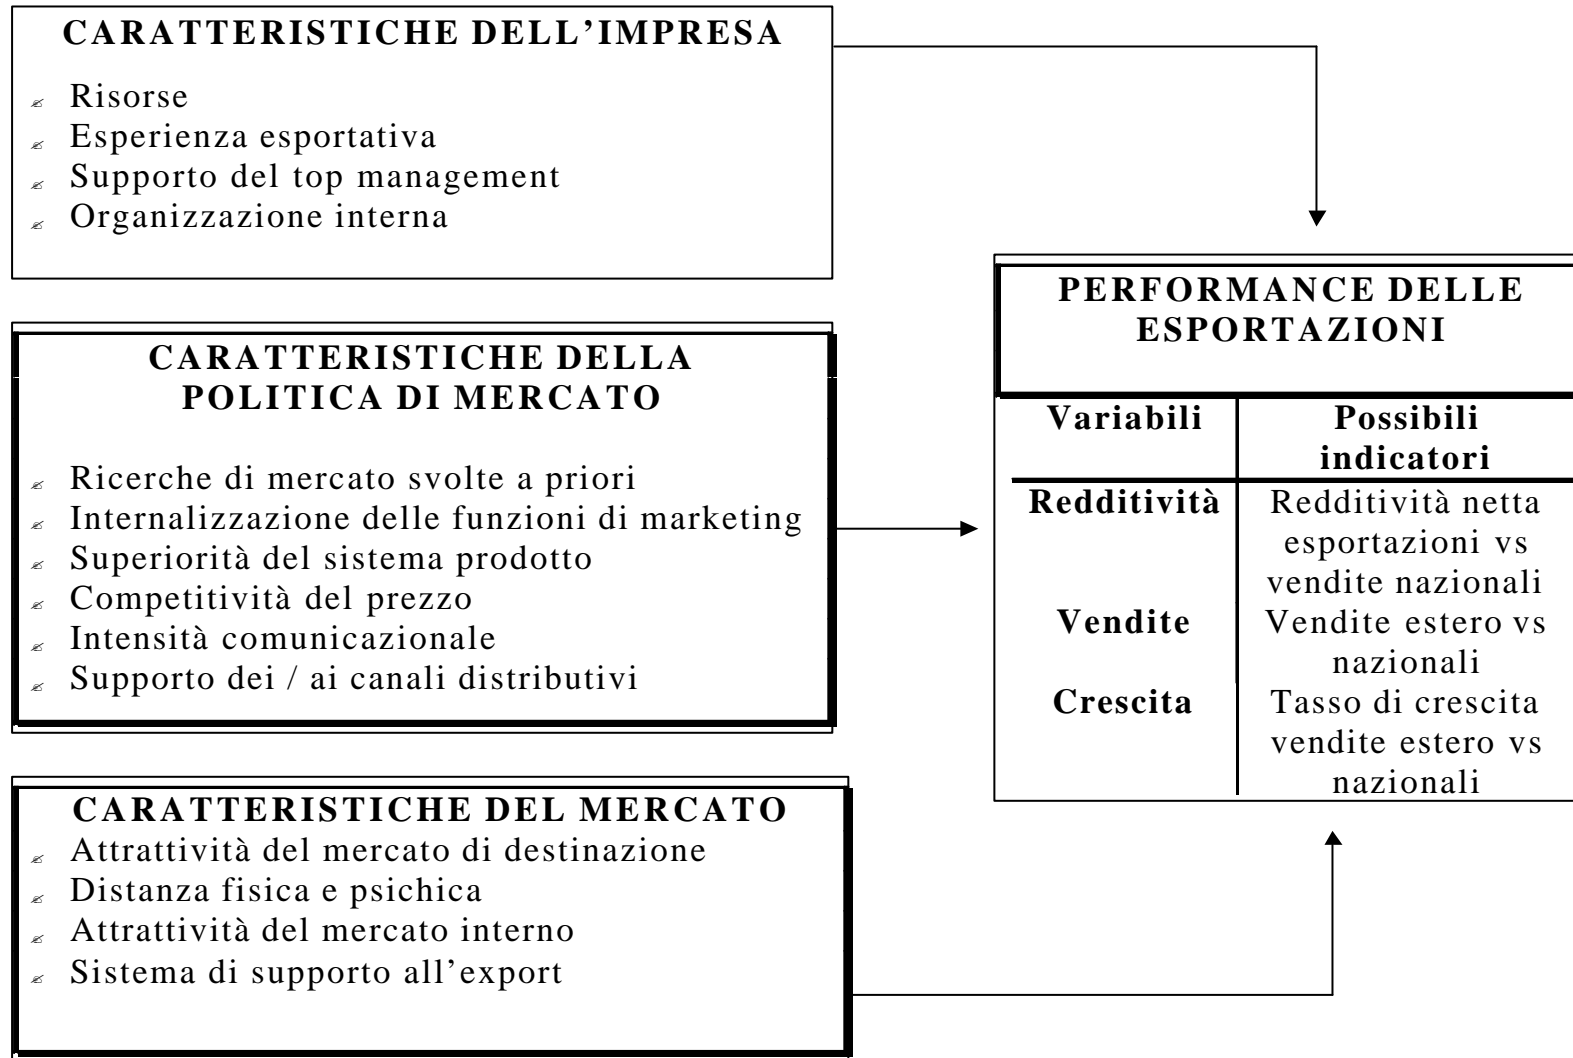 CARATTERISTICHE DELL’IMPRESA
Risorse
Esperienza esportativa
Supporto del top management
Organizzazione interna
CARATTERISTICHE DELLA
POLITICA DI MERCATO
Ricerche di mercato svolte a priori
Internalizzazione delle funzioni di marketing
Superiorità del sistema prodotto
Competitività del prezzo
Intensità comunicazionale
Supporto dei / ai canali distributivi
CARATTERISTICHE DEL MERCATO
Attrattività del mercato di destinazione
Distanza fisica e psichica
Attrattività del mercato interno
Sistema di supporto all’export
PERFORMANCE DELLE
ESPORTAZIONI
Variabili
Possibili
indicatori
Redditività
Redditività netta
esportazioni vs
vendite nazionali
Vendite
Vendite estero vs
nazionali
Crescita
Tasso di crescita
vendite estero vs
nazionali